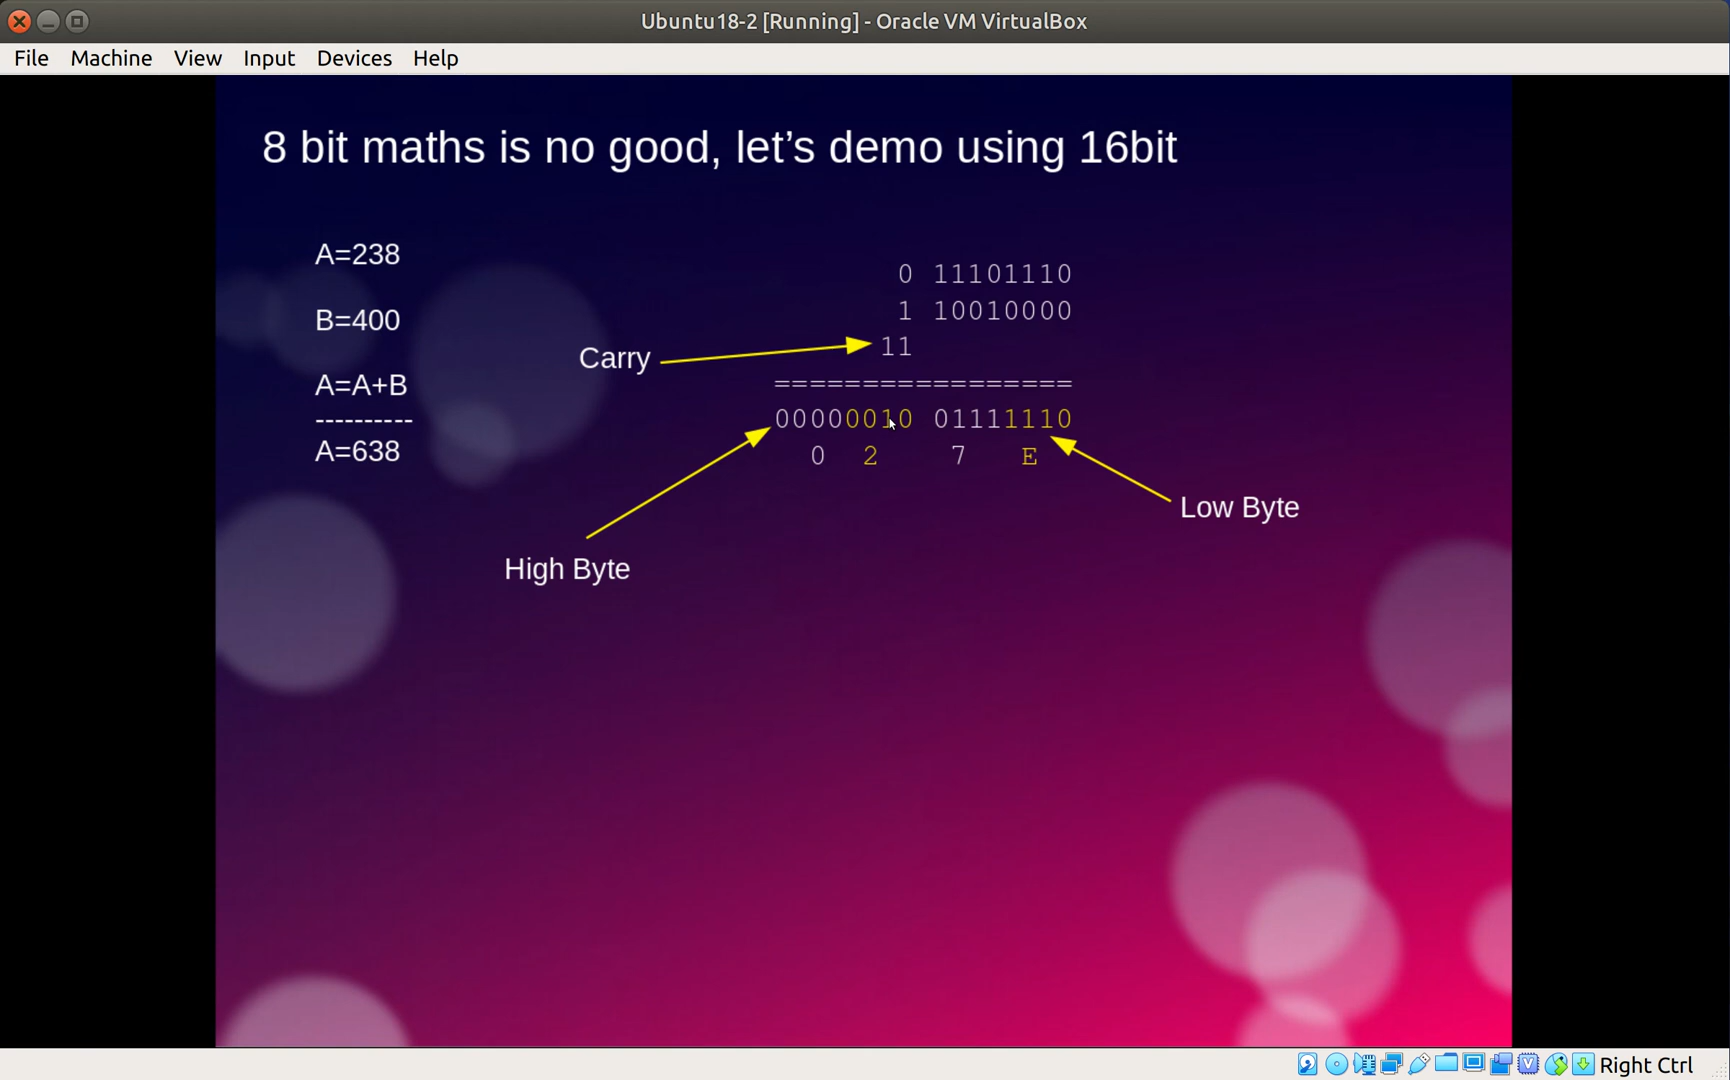 Ubuntu18-2 [Running] - Oracle VM VirtualBox
File Machine View Input Devices Help
8 bit maths is no good, let’s demo using 16bit
A=238
B=400
A=A+B
----------
A=638
0 11101110
1 10010000
Carry
11
=================
00000010 01111110
0 2 7 E
High Byte
Low Byte
Right Ctrl